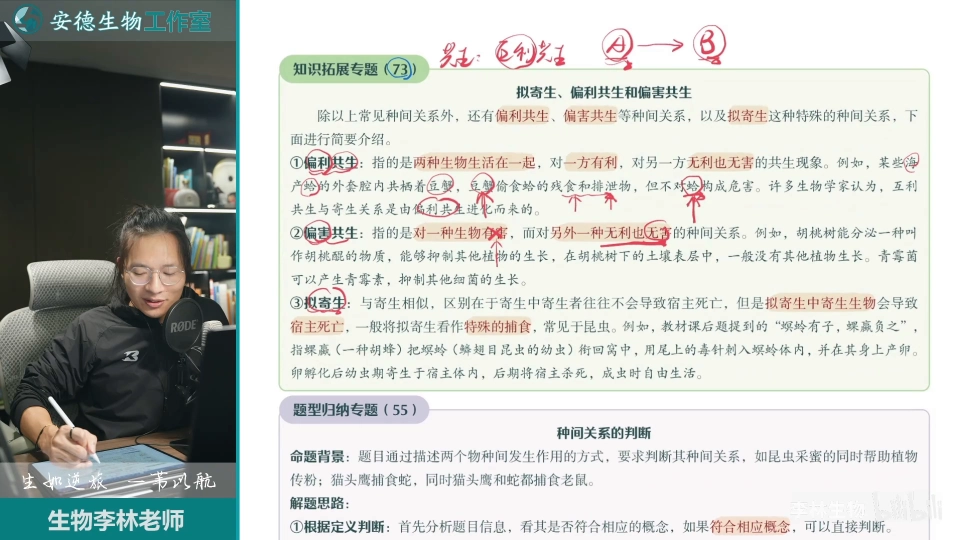 安德生物工作室
共生：互利共生 A B
知识拓展专题（73）
拟寄生、偏利共生和偏害共生
除以上常见种间关系外，还有偏利共生、偏害共生等种间关系，以及拟寄生这种特殊的种间关系，下
面进行简要介绍。
①偏利共生：指的是两种生物生活在一起，对一方有利，对另一方无利也无害的共生现象。例如，某些海
产蛤的外套腔内共栖着豆蟹，豆蟹偷食蛤的残食和排泄物，但不对蛤构成危害。许多生物学家认为，互利
共生与寄生关系是由偏利共生进化而来的。
②偏害共生：指的是对一种生物有害，而对另外一种无利也无害的种间关系。例如，胡桃树能分泌一种叫
作胡桃醌的物质，能够抑制其他植物的生长，在胡桃树下的土壤表层中，一般没有其他植物生长。青霉菌
可以产生青霉素，抑制其他细菌的生长。
③拟寄生：与寄生相似，区别在于寄生中寄生者往往不会导致宿主死亡，但是拟寄生中寄生生物会导致
宿主死亡，一般将拟寄生看作特殊的捕食，常见于昆虫。例如，教材课后题提到的“螟蛉有子，蜾蠃负之”，
指蜾蠃（一种胡蜂）把螟蛉（鳞翅目昆虫的幼虫）衔回窝中，用尾上的毒针刺入螟蛉体内，并在其身上产卵。
卵孵化后幼虫期寄生于宿主体内，后期将宿主杀死，成虫时自由生活。
题型归纳专题（55）
种间关系的判断
命题背景：题目通过描述两个物种间发生作用的方式，要求判断其种间关系，如昆虫采蜜的同时帮助植物
传粉；猫头鹰捕食蛇，同时猫头鹰和蛇都捕食老鼠。
解题思路：
①根据定义判断：首先分析题目信息，看其是否符合相应的概念，如果符合相应概念，可以直接判断。
RØDE
生如逆旅 一苇以航
生物李林老师
李林生物 bilibili